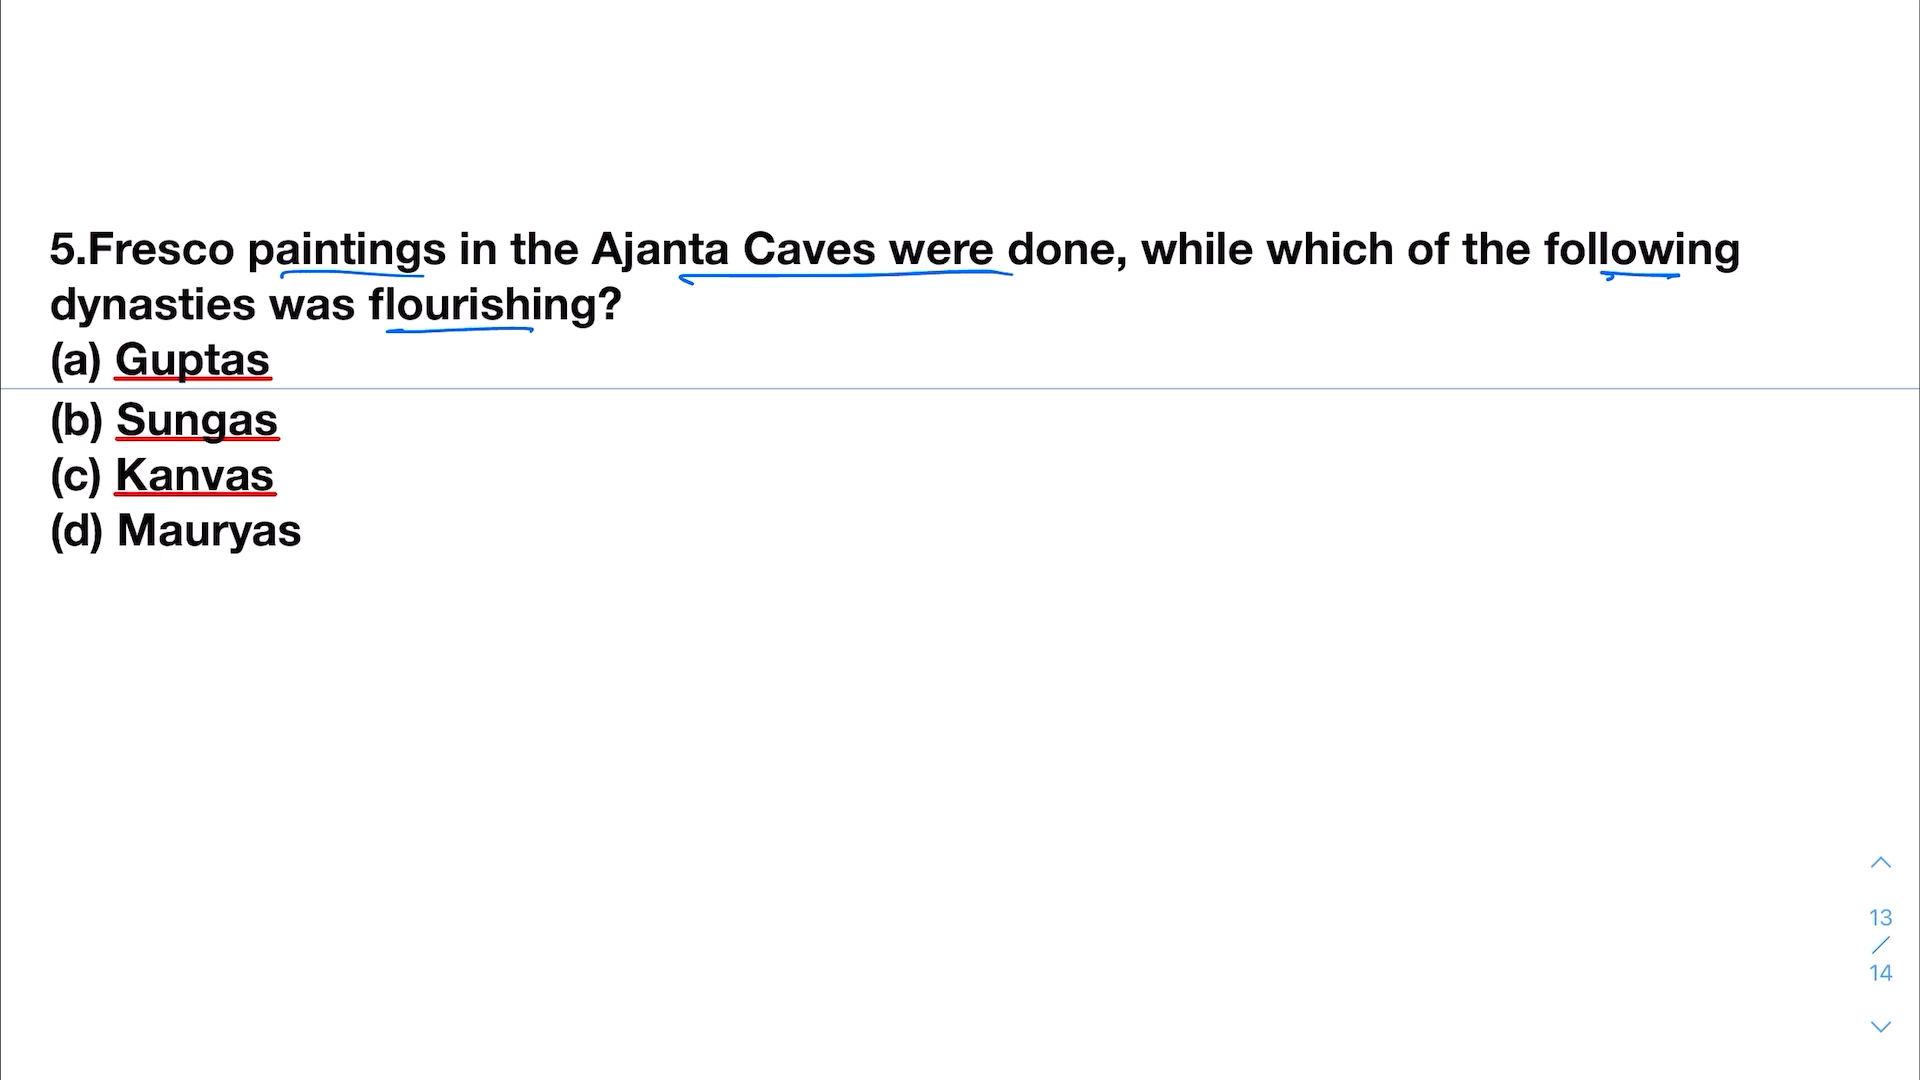 5.Fresco paintings in the Ajanta Caves were done, while which of the following
dynasties was flourishing?
(a) Guptas
(b) Sungas
(c) Kanvas
(d) Mauryas
13
/
14